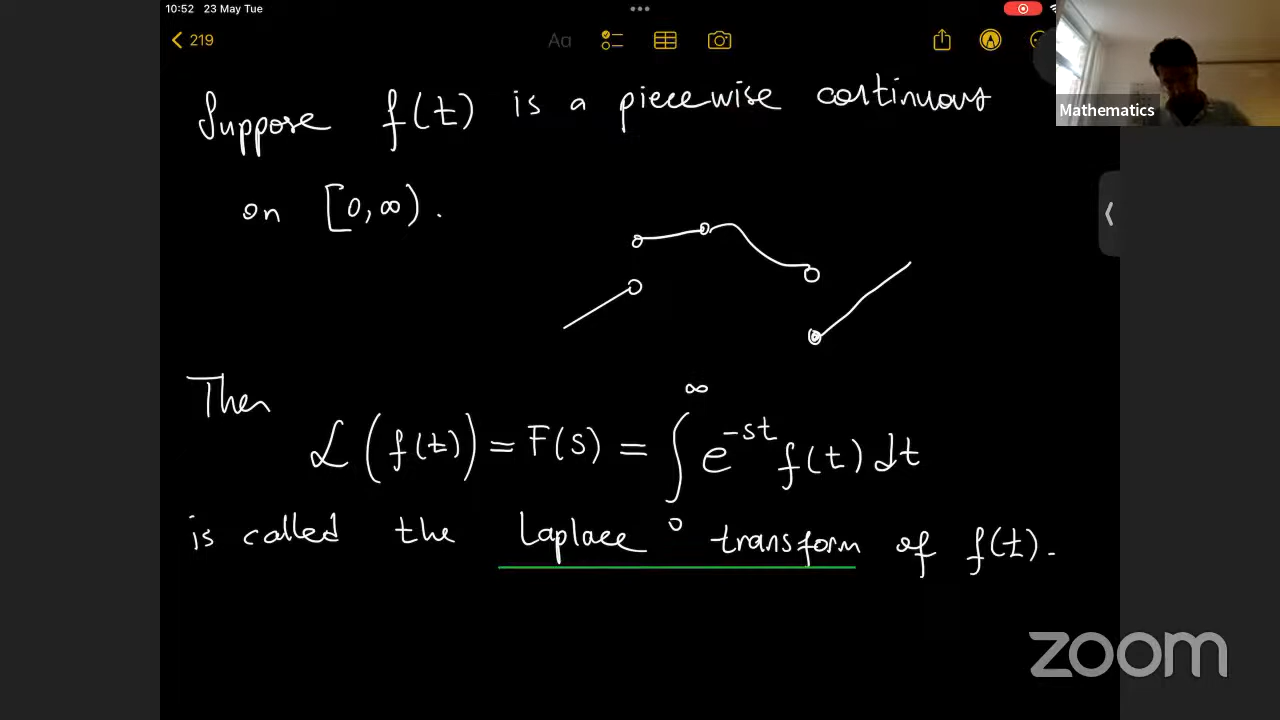 10:52 23 May Tue
219
Aa
Mathematics
Suppose f(t) is a piecewise continuous
on [0,∞).
Then
ℒ(f(t)) = F(s) = ∫₀^∞ e^{-st} f(t) dt
is called the Laplace transform of f(t).
zoom